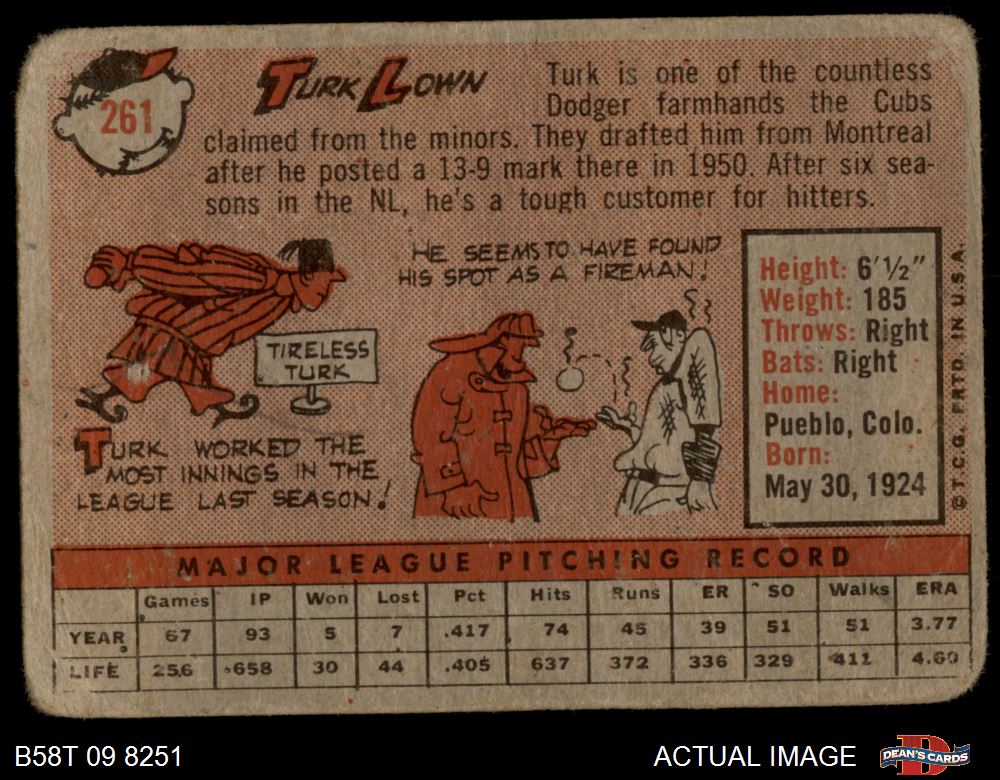 261
TURK LOWN
Turk is one of the countless
Dodger farmhands the Cubs
claimed from the minors. They drafted him from Montreal
after he posted a 13-9 mark there in 1950. After six sea-
sons in the NL, he's a tough customer for hitters.
TIRELESS
TURK
TURK WORKED THE
MOST INNINGS IN THE
LEAGUE LAST SEASON!
HE SEEMS TO HAVE FOUND
HIS SPOT AS A FIREMAN!
Height: 6'½"
Weight: 185
Throws: Right
Bats: Right
Home:
Pueblo, Colo.
Born:
May 30, 1924
© T.C.G. PRTD. IN U.S.A.
MAJOR LEAGUE PITCHING RECORD
Games IP Won Lost Pct Hits Runs ER SO Walks ERA
YEAR 67 93 5 7 .417 74 45 39 51 51 3.77
LIFE 256 658 30 44 .405 637 372 336 329 411 4.60
B58T 09 8251
ACTUAL IMAGE
D
DEAN'S CARDS